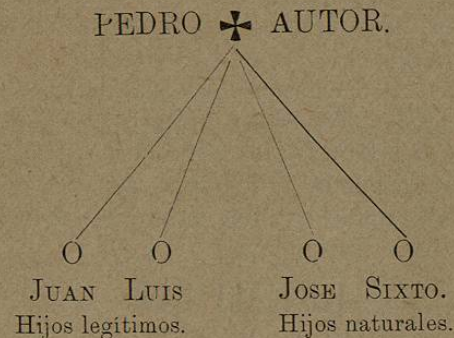 PEDRO ✠ AUTOR.
O O O O
JUAN LUIS JOSE SIXTO.
Hijos legítimos. Hijos naturales.